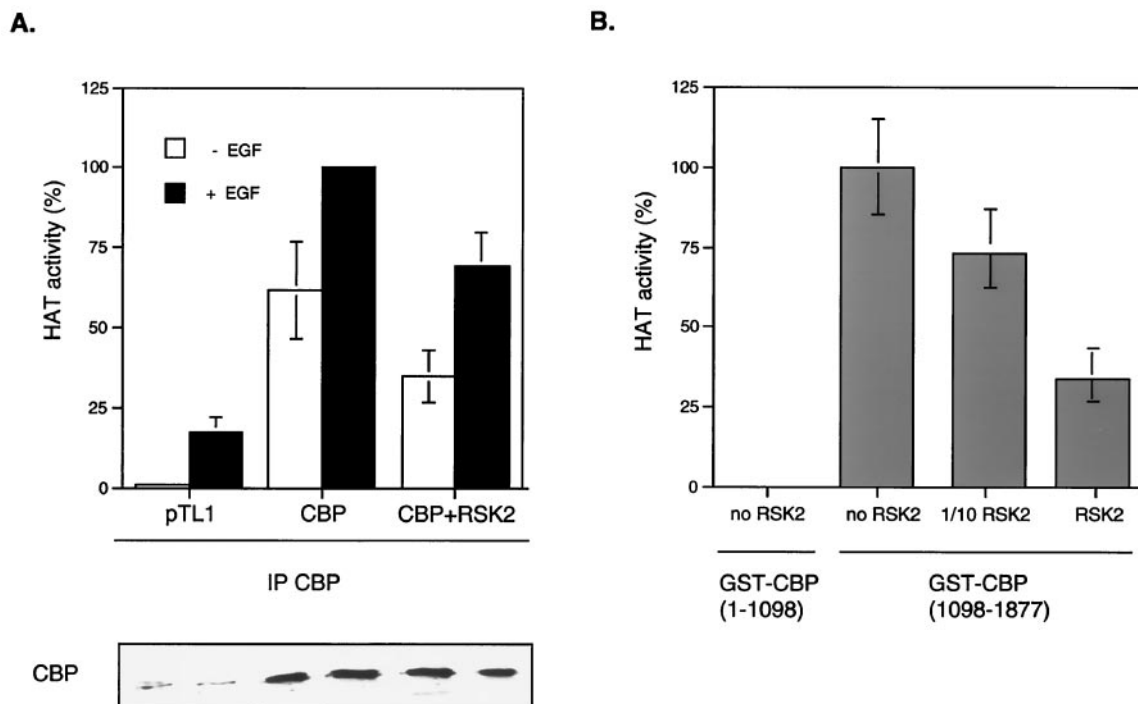 A.
125
100
75
50
25
0
HAT activity (%)
- EGF
+ EGF
pTL1 CBP CBP+RSK2
IP CBP
CBP
B.
125
100
75
50
25
0
HAT activity (%)
no RSK2 no RSK2 1/10 RSK2 RSK2
GST-CBP
(1-1098)
GST-CBP
(1098-1877)